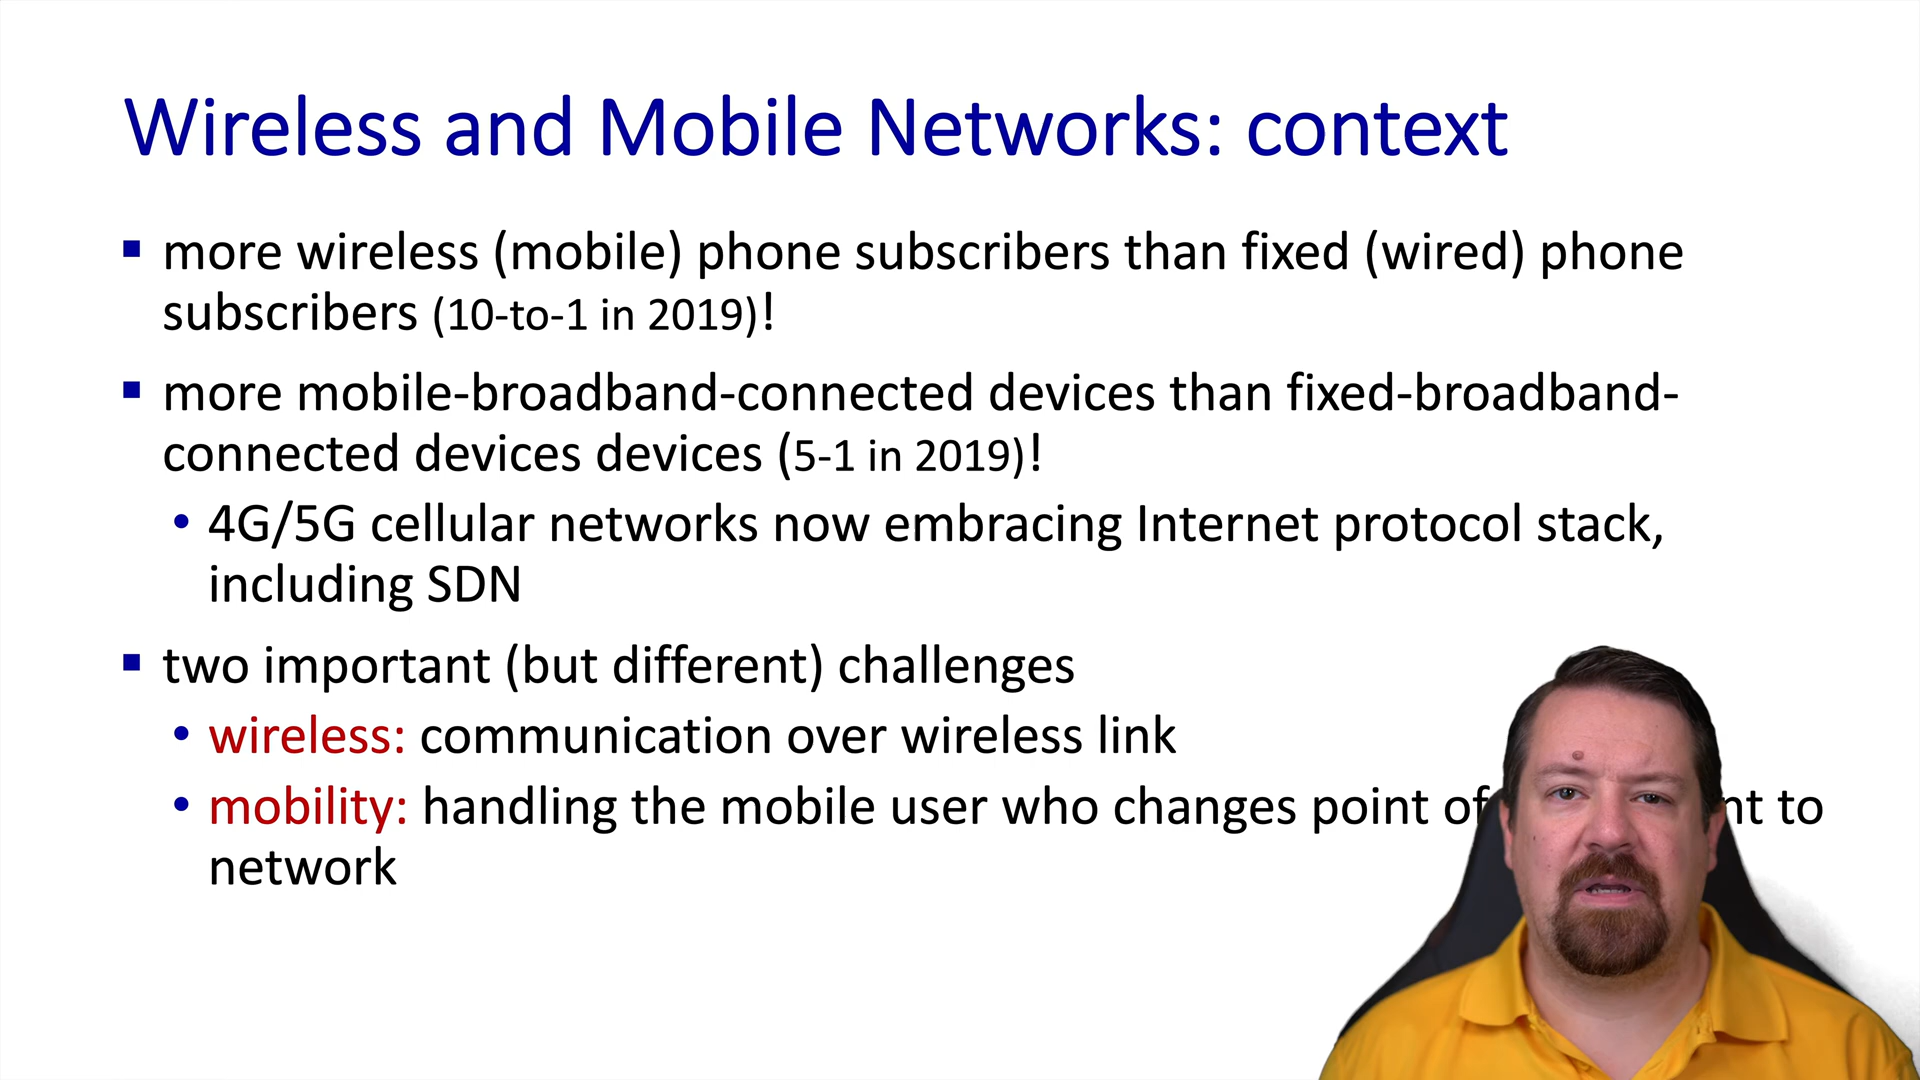 Wireless and Mobile Networks: context
▪ more wireless (mobile) phone subscribers than fixed (wired) phone
subscribers (10-to-1 in 2019)!
▪ more mobile-broadband-connected devices than fixed-broadband-
connected devices devices (5-1 in 2019)!
• 4G/5G cellular networks now embracing Internet protocol stack,
including SDN
▪ two important (but different) challenges
• wireless: communication over wireless link
• mobility: handling the mobile user who changes point of to
network